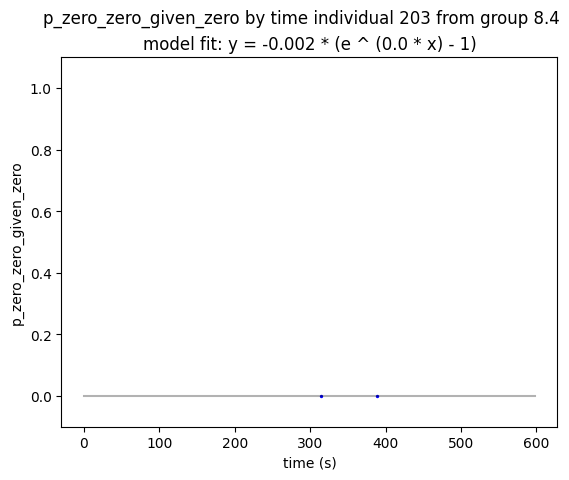 p_zero_zero_given_zero by time individual 203 from group 8.4
model fit: y = -0.002 * (e ^ (0.0 * x) - 1)
1.0
0.8
0.6
0.4
0.2
0.0
p_zero_zero_given_zero
0 100 200 300 400 500 600
time (s)